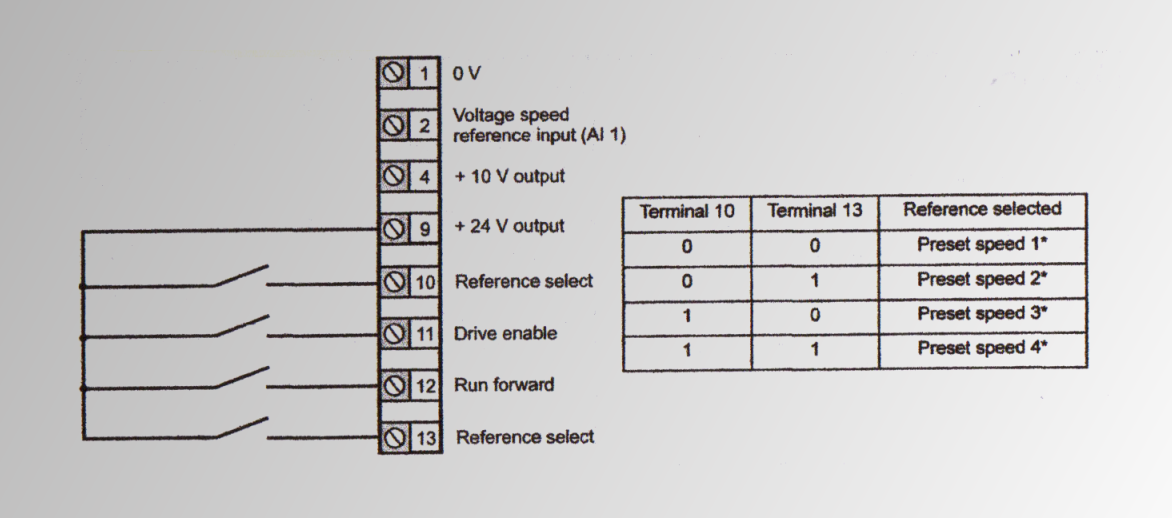 1 0 V
2 Voltage speed
reference input (AI 1)
4 + 10 V output
9 + 24 V output
10 Reference select
11 Drive enable
12 Run forward
13 Reference select
Terminal 10 Terminal 13 Reference selected
0 0 Preset speed 1*
0 1 Preset speed 2*
1 0 Preset speed 3*
1 1 Preset speed 4*